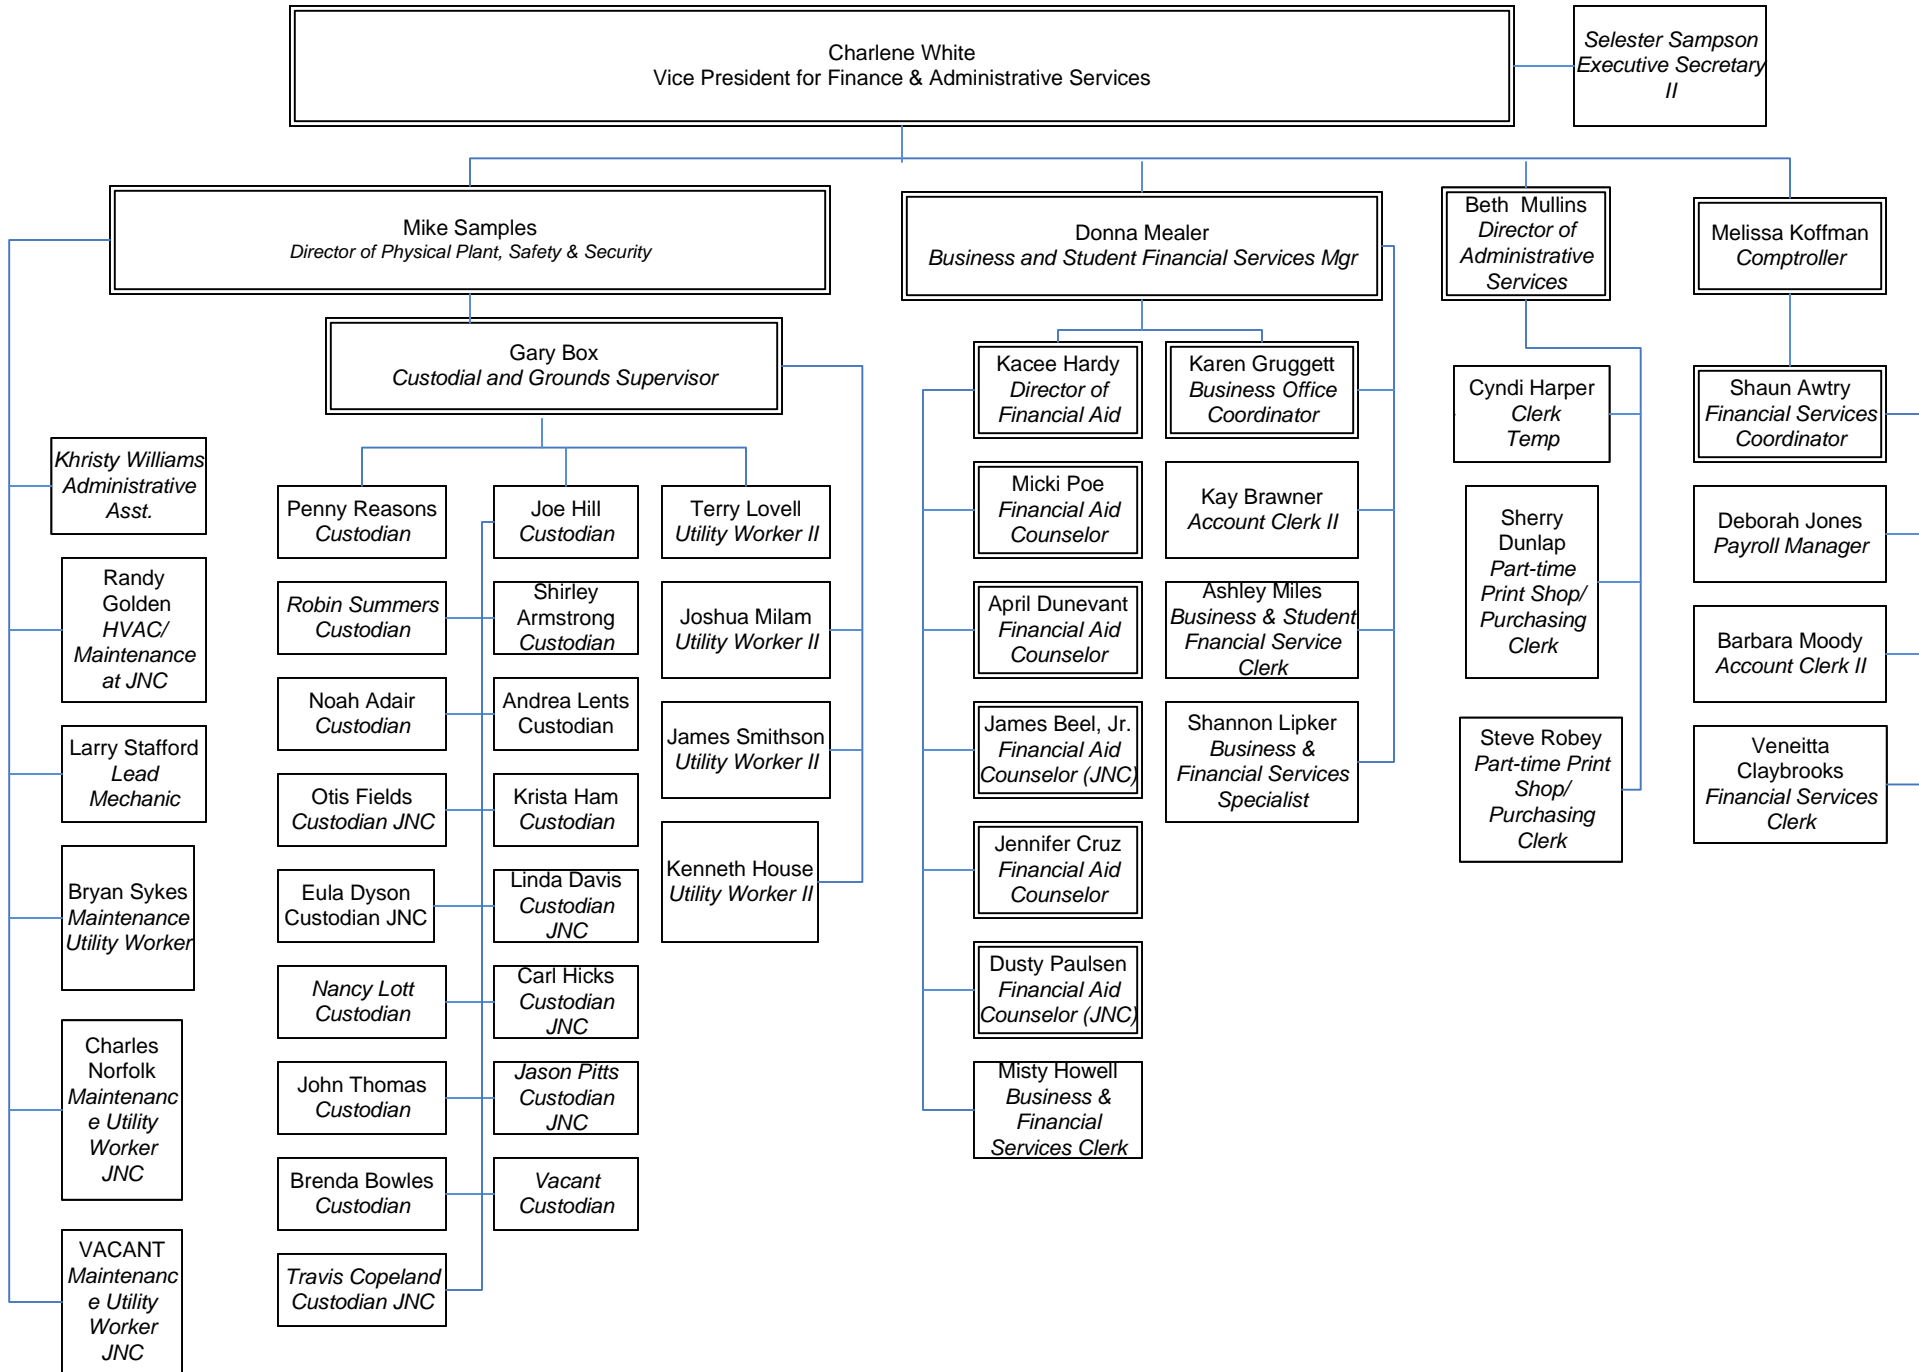 Charlene White
Vice President for Finance & Administrative Services
Selester Sampson
Executive Secretary
II
Mike Samples
Director of Physical Plant, Safety & Security
Donna Mealer
Business and Student Financial Services Mgr
Beth Mullins
Director of
Administrative
Services
Melissa Koffman
Comptroller
Gary Box
Custodial and Grounds Supervisor
Khristy Williams
Administrative
Asst.
Randy
Golden
HVAC/
Maintenance
at JNC
Larry Stafford
Lead
Mechanic
Bryan Sykes
Maintenance
Utility Worker
Charles
Norfolk
Maintenanc
e Utility
Worker
JNC
VACANT
Maintenanc
e Utility
Worker
JNC
Penny Reasons
Custodian
Robin Summers
Custodian
Noah Adair
Custodian
Otis Fields
Custodian JNC
Eula Dyson
Custodian JNC
Nancy Lott
Custodian
John Thomas
Custodian
Brenda Bowles
Custodian
Travis Copeland
Custodian JNC
Joe Hill
Custodian
Shirley
Armstrong
Custodian
Andrea Lents
Custodian
Krista Ham
Custodian
Linda Davis
Custodian
JNC
Carl Hicks
Custodian
JNC
Jason Pitts
Custodian
JNC
Vacant
Custodian
Terry Lovell
Utility Worker II
Joshua Milam
Utility Worker II
James Smithson
Utility Worker II
Kenneth House
Utility Worker II
Kacee Hardy
Director of
Financial Aid
Micki Poe
Financial Aid
Counselor
April Dunevant
Financial Aid
Counselor
James Beel, Jr.
Financial Aid
Counselor (JNC)
Jennifer Cruz
Financial Aid
Counselor
Dusty Paulsen
Financial Aid
Counselor (JNC)
Misty Howell
Business &
Financial
Services Clerk
Karen Gruggett
Business Office
Coordinator
Kay Brawner
Account Clerk II
Ashley Miles
Business & Student
Fnancial Service
Clerk
Shannon Lipker
Business &
Financial Services
Specialist
Cyndi Harper
Clerk
Temp
Sherry
Dunlap
Part-time
Print Shop/
Purchasing
Clerk
Steve Robey
Part-time Print
Shop/
Purchasing
Clerk
Shaun Awtry
Financial Services
Coordinator
Deborah Jones
Payroll Manager
Barbara Moody
Account Clerk II
Veneitta
Claybrooks
Financial Services
Clerk